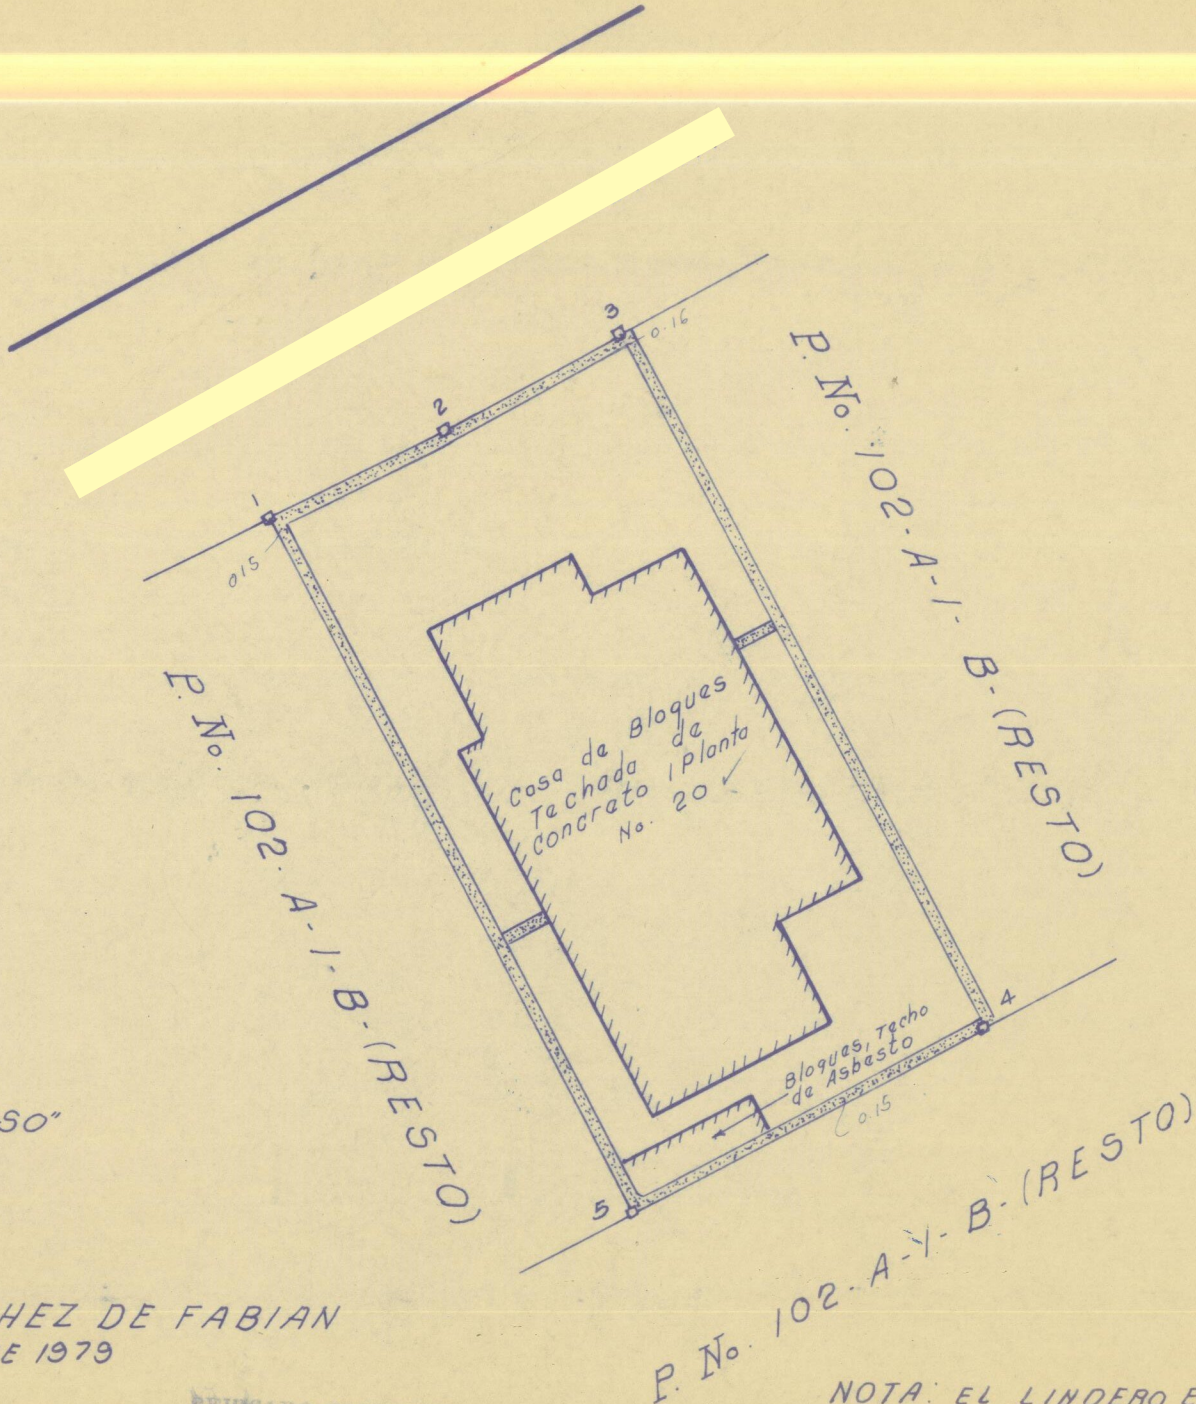 3
0.16
2
1
0.15
P. No. 102-A-1-B-(RESTO)
P. No. 102-A-1-B-(RESTO)
Casa de Bloques
Techada de
Concreto 1 Planta
No. 20
4
Bloques, Techo
de Asbesto
0.15
5
SO"
P. No. 102-A-1-B-(RESTO)
HEZ DE FABIAN
E 1979
NOTA: EL LINDERO E